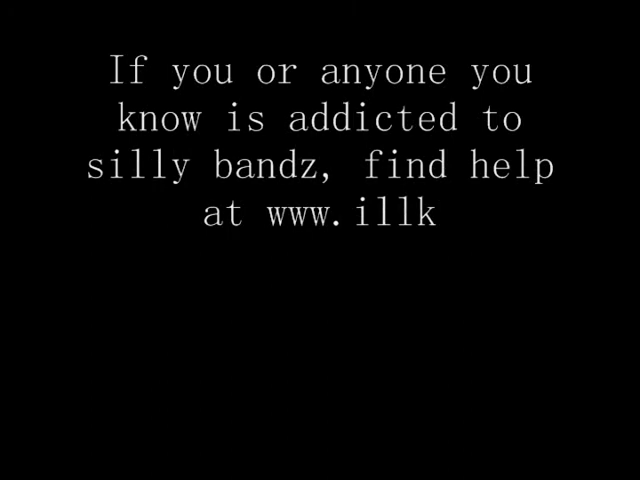 If you or anyone you
know is addicted to
silly bandz, find help
at www.illk